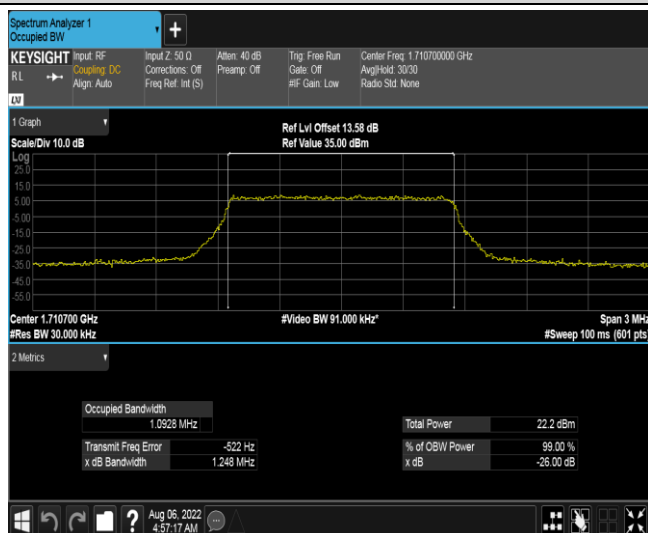 Spectrum Analyzer 1
Occupied BW
+
KEYSIGHT
RL
LXI
Input: RF
Coupling: DC
Align: Auto
Input Z: 50 Ω
Corrections: Off
Freq Ref: Int (S)
Atten: 40 dB
Preamp: Off
Trig: Free Run
Gate: Off
#IF Gain: Low
Center Freq: 1.710700000 GHz
Avg|Hold: 30/30
Radio Std: None
1 Graph
Scale/Div 10.0 dB
Ref Lvl Offset 13.58 dB
Ref Value 35.00 dBm
Log
25.0
15.0
5.00
-5.00
-15.0
-25.0
-35.0
-45.0
-55.0
Center 1.710700 GHz
#Res BW 30.000 kHz
#Video BW 91.000 kHz*
Span 3 MHz
#Sweep 100 ms (601 pts)
2 Metrics
Occupied Bandwidth
1.0928 MHz
Transmit Freq Error -522 Hz
x dB Bandwidth 1.248 MHz
Total Power 22.2 dBm
% of OBW Power 99.00 %
x dB -26.00 dB
?
Aug 06, 2022
4:57:17 AM